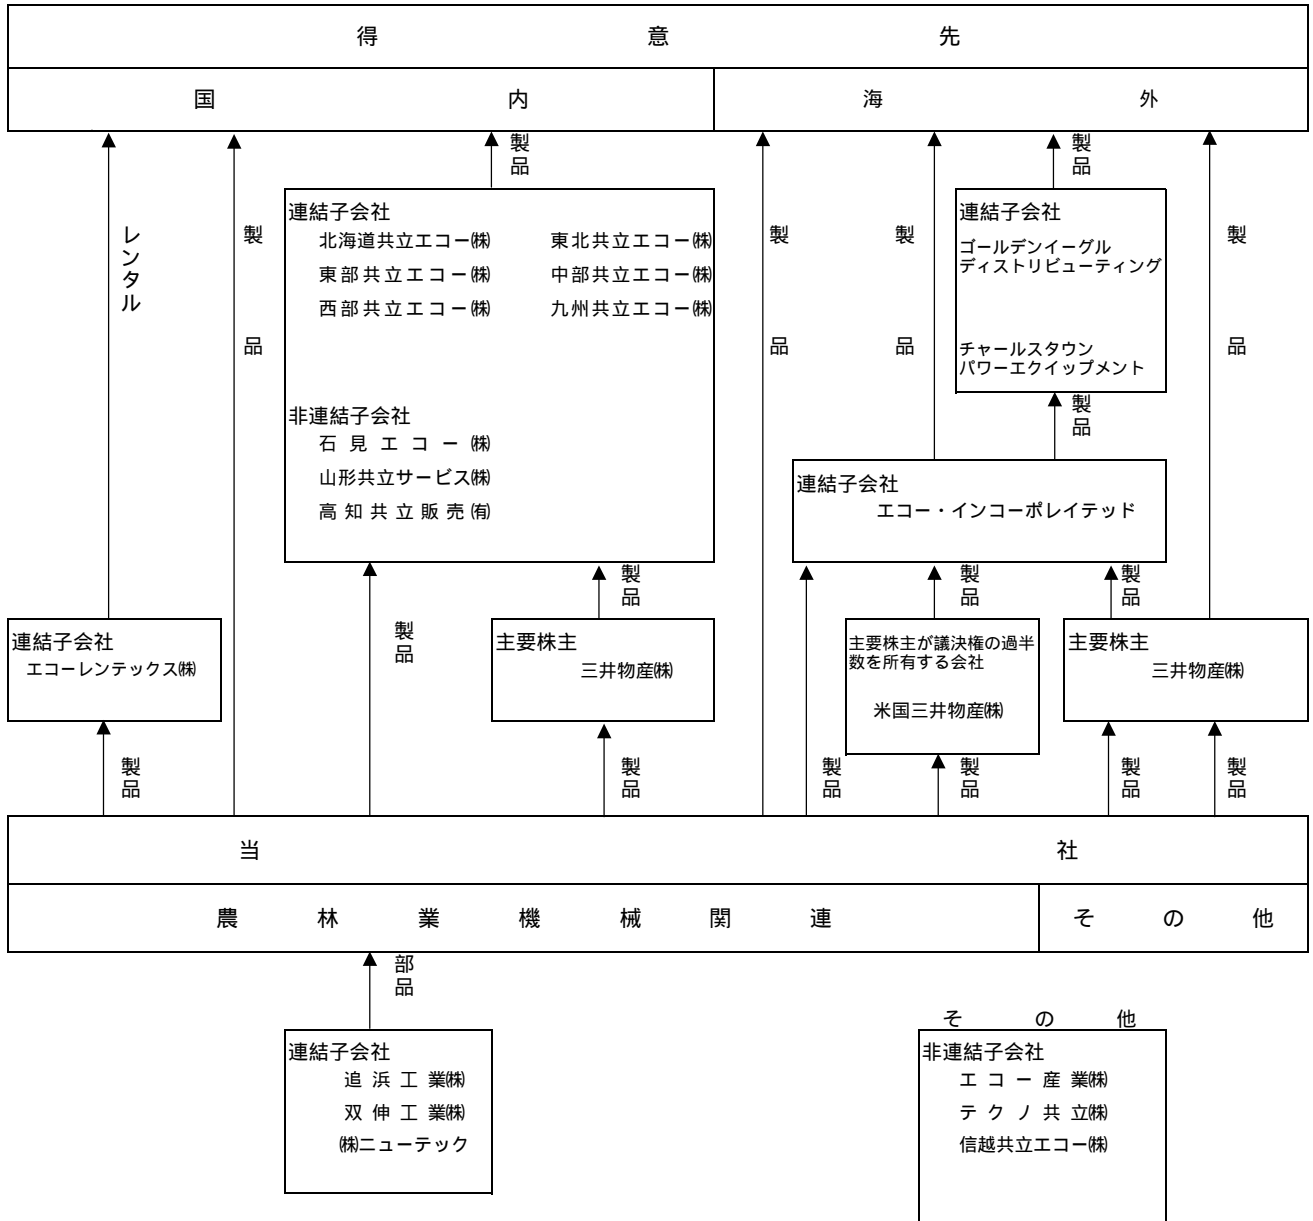 得意先
国内
海外
製品
製品
レンタル
製品
連結子会社
北海道共立エコー㈱ 東北共立エコー㈱
東部共立エコー㈱ 中部共立エコー㈱
西部共立エコー㈱ 九州共立エコー㈱
非連結子会社
石見エコー㈱
山形共立サービス㈱
高知共立販売㈲
製品
製品
連結子会社
ゴールデンイーグル
ディストリビューティング
チャールスタウン
パワーエクイップメント
製品
製品
連結子会社
エコー・インコーポレイテッド
製品
製品
製品
製品
連結子会社
エコーレンテックス㈱
主要株主
三井物産㈱
主要株主が議決権の過半
数を所有する会社
米国三井物産㈱
主要株主
三井物産㈱
製品
製品
製品
製品
製品
製品
当社
農林業機械関連
その他
部品
連結子会社
追浜工業㈱
双伸工業㈱
㈱ニューテック
その他
非連結子会社
エコー産業㈱
テクノ共立㈱
信越共立エコー㈱